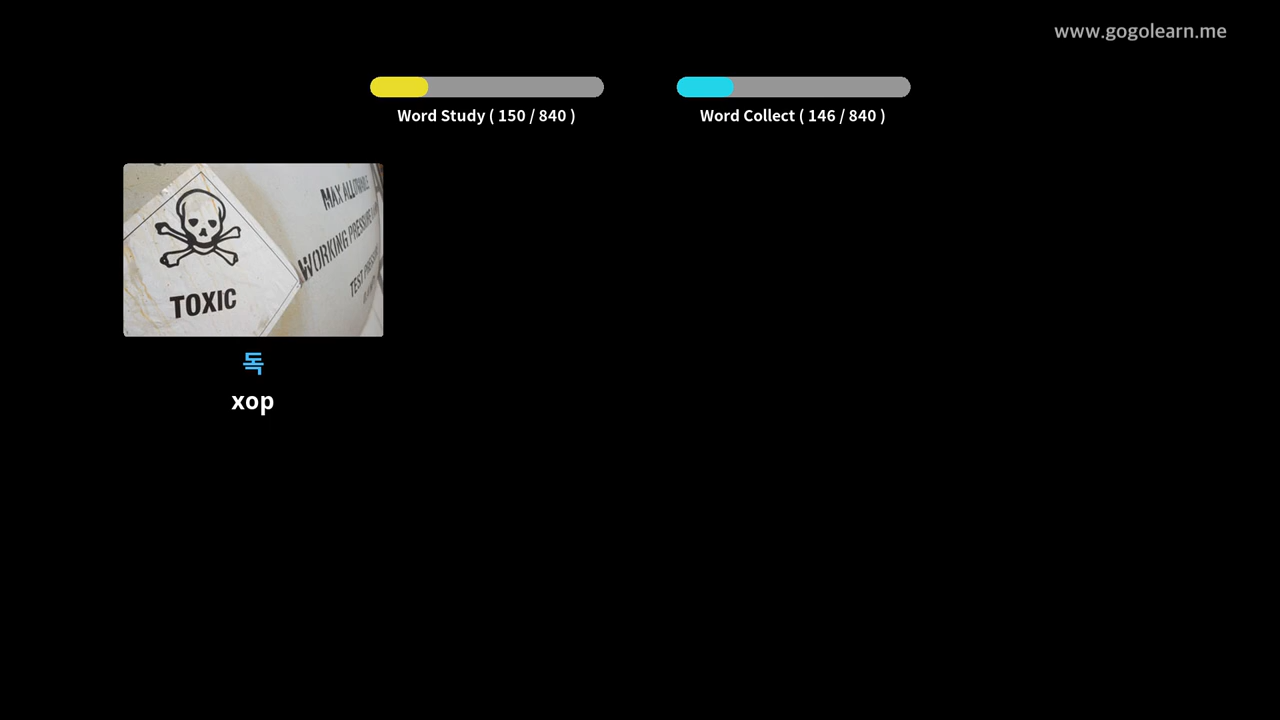 www.gogolearn.me
Word Study ( 150 / 840 )
Word Collect ( 146 / 840 )
MAX ALLOWABLE
WORKING PRESSURE
TEST
TOXIC
독
xop